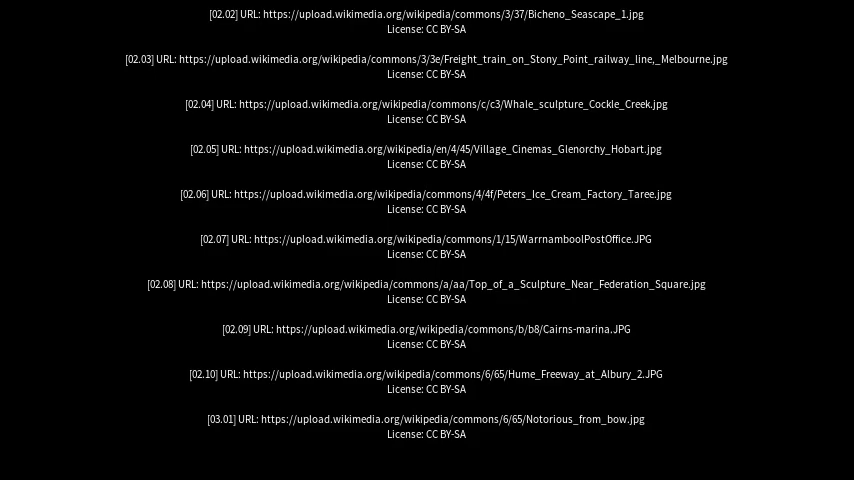 [02.02] URL: https://upload.wikimedia.org/wikipedia/commons/3/37/Bicheno_Seascape_1.jpg
License: CC BY-SA
[02.03] URL: https://upload.wikimedia.org/wikipedia/commons/3/3e/Freight_train_on_Stony_Point_railway_line,_Melbourne.jpg
License: CC BY-SA
[02.04] URL: https://upload.wikimedia.org/wikipedia/commons/c/c3/Whale_sculpture_Cockle_Creek.jpg
License: CC BY-SA
[02.05] URL: https://upload.wikimedia.org/wikipedia/en/4/45/Village_Cinemas_Glenorchy_Hobart.jpg
License: CC BY-SA
[02.06] URL: https://upload.wikimedia.org/wikipedia/commons/4/4f/Peters_Ice_Cream_Factory_Taree.jpg
License: CC BY-SA
[02.07] URL: https://upload.wikimedia.org/wikipedia/commons/1/15/WarrnamboolPostOffice.JPG
License: CC BY-SA
[02.08] URL: https://upload.wikimedia.org/wikipedia/commons/a/aa/Top_of_a_Sculpture_Near_Federation_Square.jpg
License: CC BY-SA
[02.09] URL: https://upload.wikimedia.org/wikipedia/commons/b/b8/Cairns-marina.JPG
License: CC BY-SA
[02.10] URL: https://upload.wikimedia.org/wikipedia/commons/6/65/Hume_Freeway_at_Albury_2.JPG
License: CC BY-SA
[03.01] URL: https://upload.wikimedia.org/wikipedia/commons/6/65/Notorious_from_bow.jpg
License: CC BY-SA